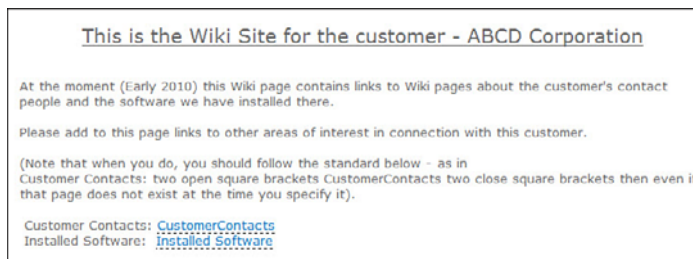 This is the Wiki Site for the customer - ABCD Corporation
At the moment (Early 2010) this Wiki page contains links to Wiki pages about the customer's contact
people and the software we have installed there.
Please add to this page links to other areas of interest in connection with this customer.
(Note that when you do, you should follow the standard below - as in
Customer Contacts: two open square brackets CustomerContacts two close square brackets then even if
that page does not exist at the time you specify it).
Customer Contacts: CustomerContacts
Installed Software: Installed Software